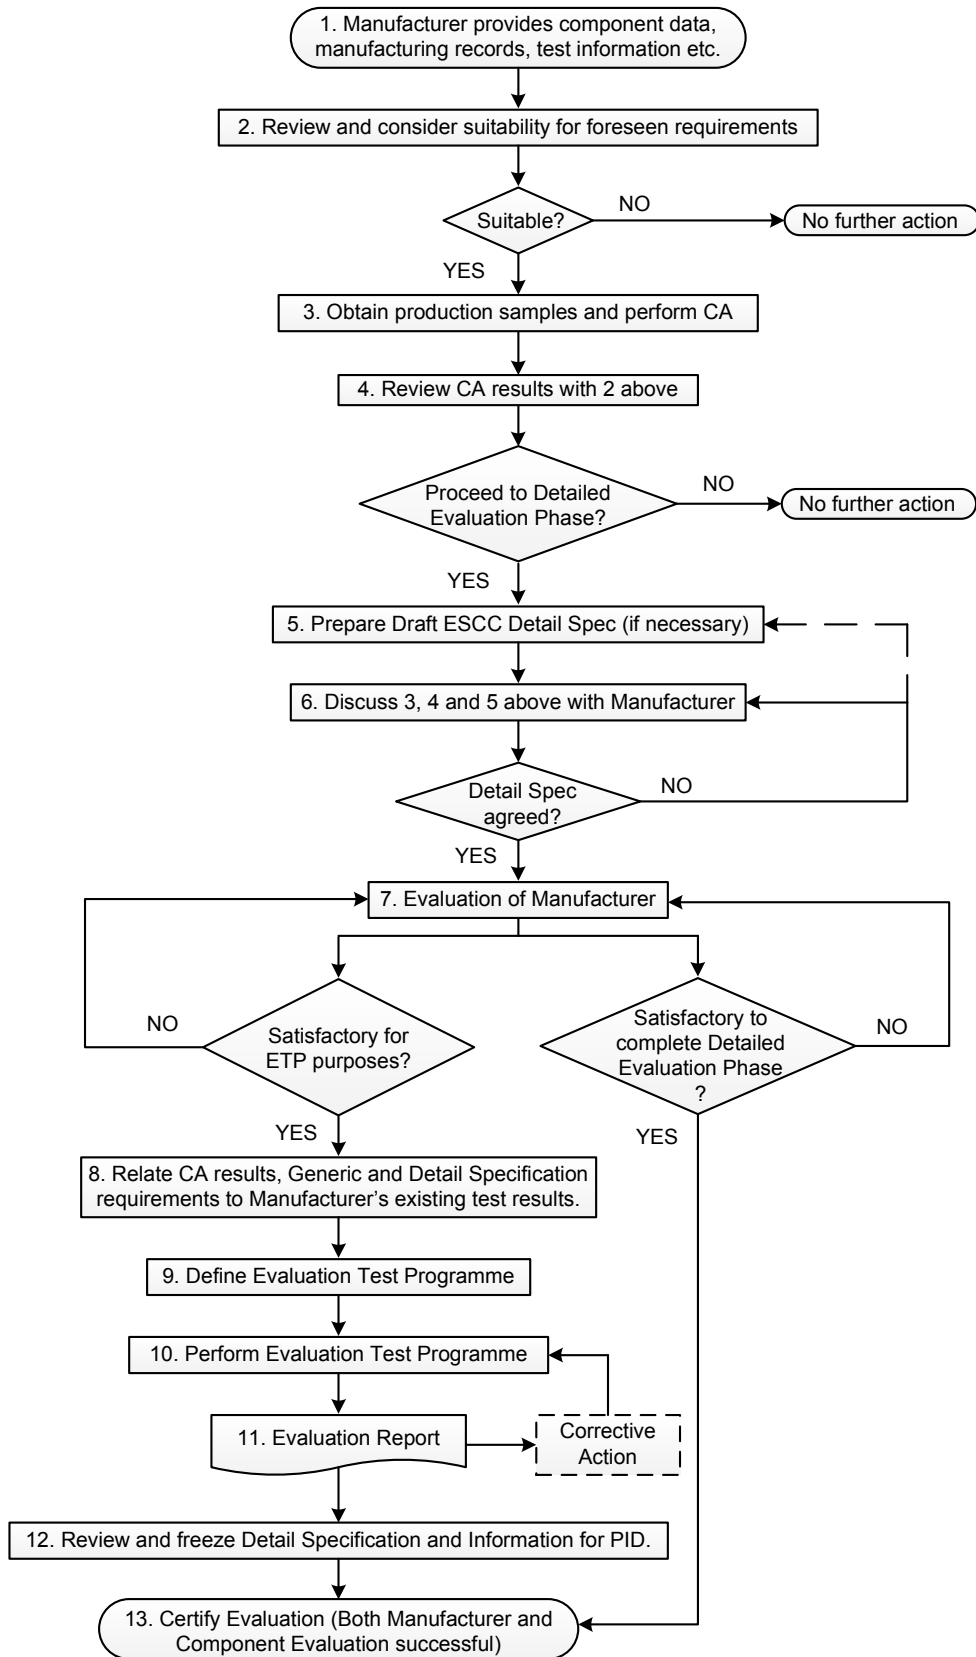 1. Manufacturer provides component data,
manufacturing records, test information etc.
2. Review and consider suitability for foreseen requirements
Suitable?
NO
No further action
YES
3. Obtain production samples and perform CA
4. Review CA results with 2 above
Proceed to Detailed
Evaluation Phase?
NO
No further action
YES
5. Prepare Draft ESCC Detail Spec (if necessary)
6. Discuss 3, 4 and 5 above with Manufacturer
Detail Spec
agreed?
NO
YES
7. Evaluation of Manufacturer
NO
Satisfactory for
ETP purposes?
Satisfactory to
complete Detailed
Evaluation Phase
?
NO
YES
YES
8. Relate CA results, Generic and Detail Specification
requirements to Manufacturer’s existing test results.
9. Define Evaluation Test Programme
10. Perform Evaluation Test Programme
11. Evaluation Report
Corrective
Action
12. Review and freeze Detail Specification and Information for PID.
13. Certify Evaluation (Both Manufacturer and
Component Evaluation successful)